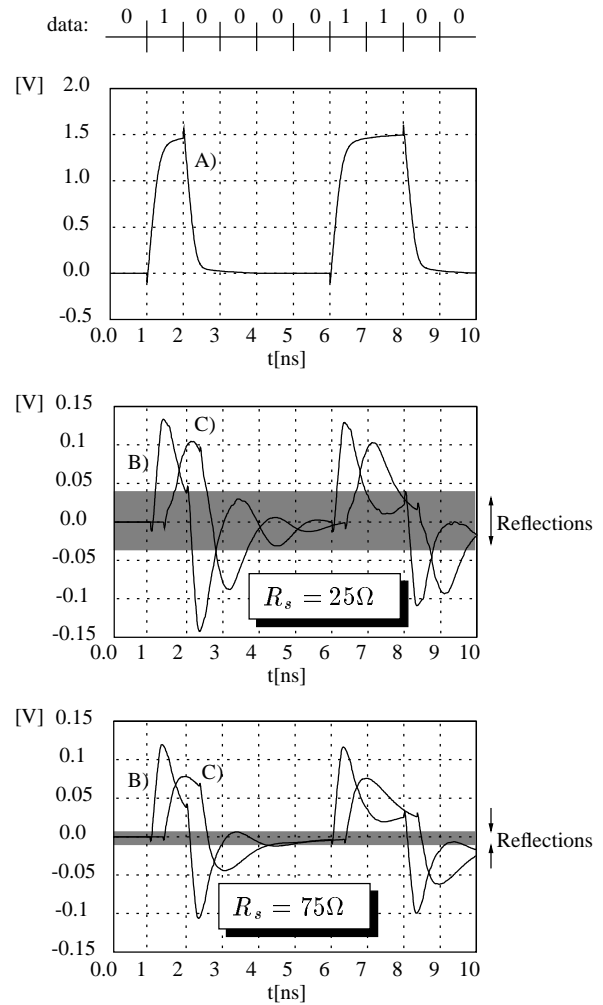 data: 0 1 0 0 0 0 1 1 0 0
[V] 2.0
1.5
A)
1.0
0.5
0.0
-0.5
0.0 1 2 3 4 5 6 7 8 9 10
t[ns]
[V] 0.15
C)
0.1
B)
0.05
0.0
Reflections
-0.05
-0.1
R_s = 25Ω
-0.15
0.0 1 2 3 4 5 6 7 8 9 10
t[ns]
[V] 0.15
0.1
B) C)
0.05
0.0
Reflections
-0.05
-0.1
R_s = 75Ω
-0.15
0.0 1 2 3 4 5 6 7 8 9 10
t[ns]